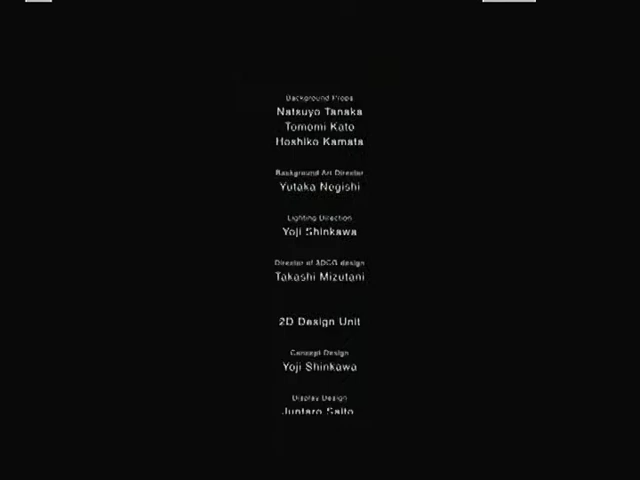 Background Props
Natsuyo Tanaka
Tomomi Kato
Hoshiko Kamata
Background Art Director
Yutaka Negishi
Lighting Direction
Yoji Shinkawa
Director of 3DCG design
Takashi Mizutani
2D Design Unit
Concept Design
Yoji Shinkawa
Display Design
Juntaro Saito